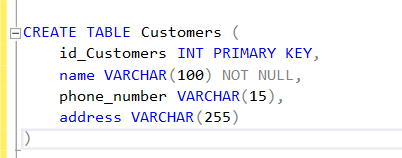 CREATE TABLE Customers (
    id_Customers INT PRIMARY KEY,
    name VARCHAR(100) NOT NULL,
    phone_number VARCHAR(15),
    address VARCHAR(255)
)